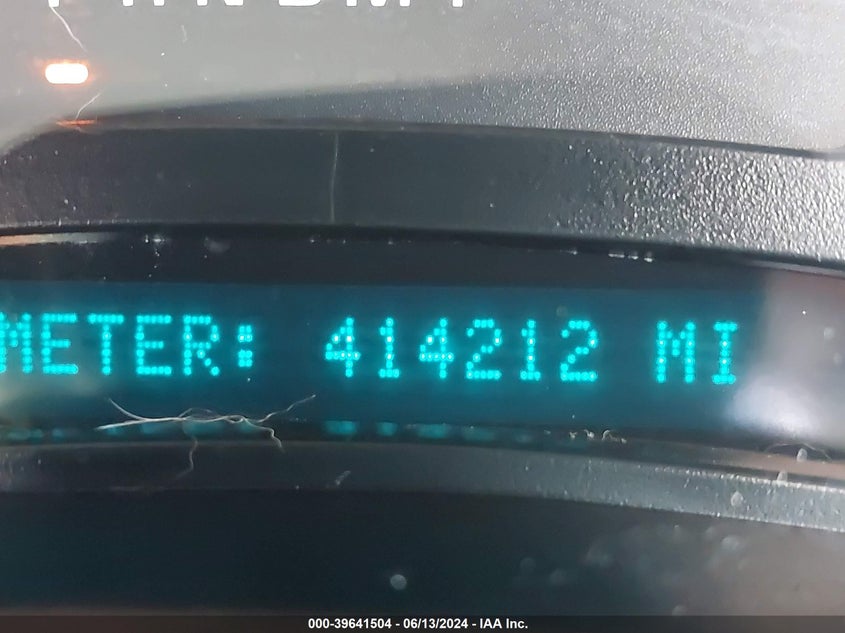 METER: 414212 MI
000-39641504 - 06/13/2024 - IAA Inc.